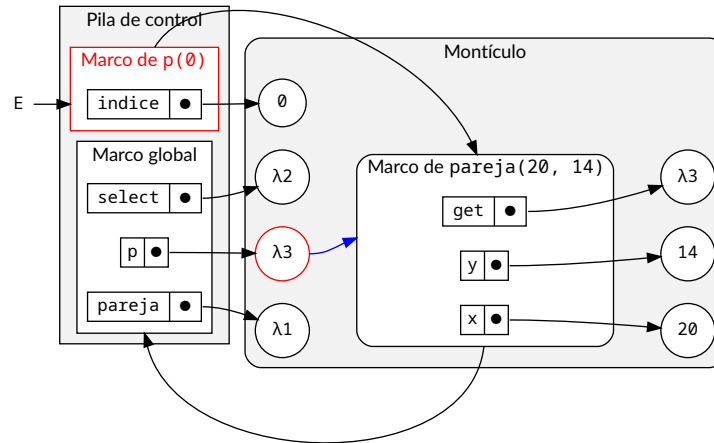 Pila de control
Marco de p(0)
indice
E
Marco global
select
p
pareja
Montículo
0
λ2
λ3
λ1
Marco de pareja(20, 14)
get
y
x
λ3
14
20